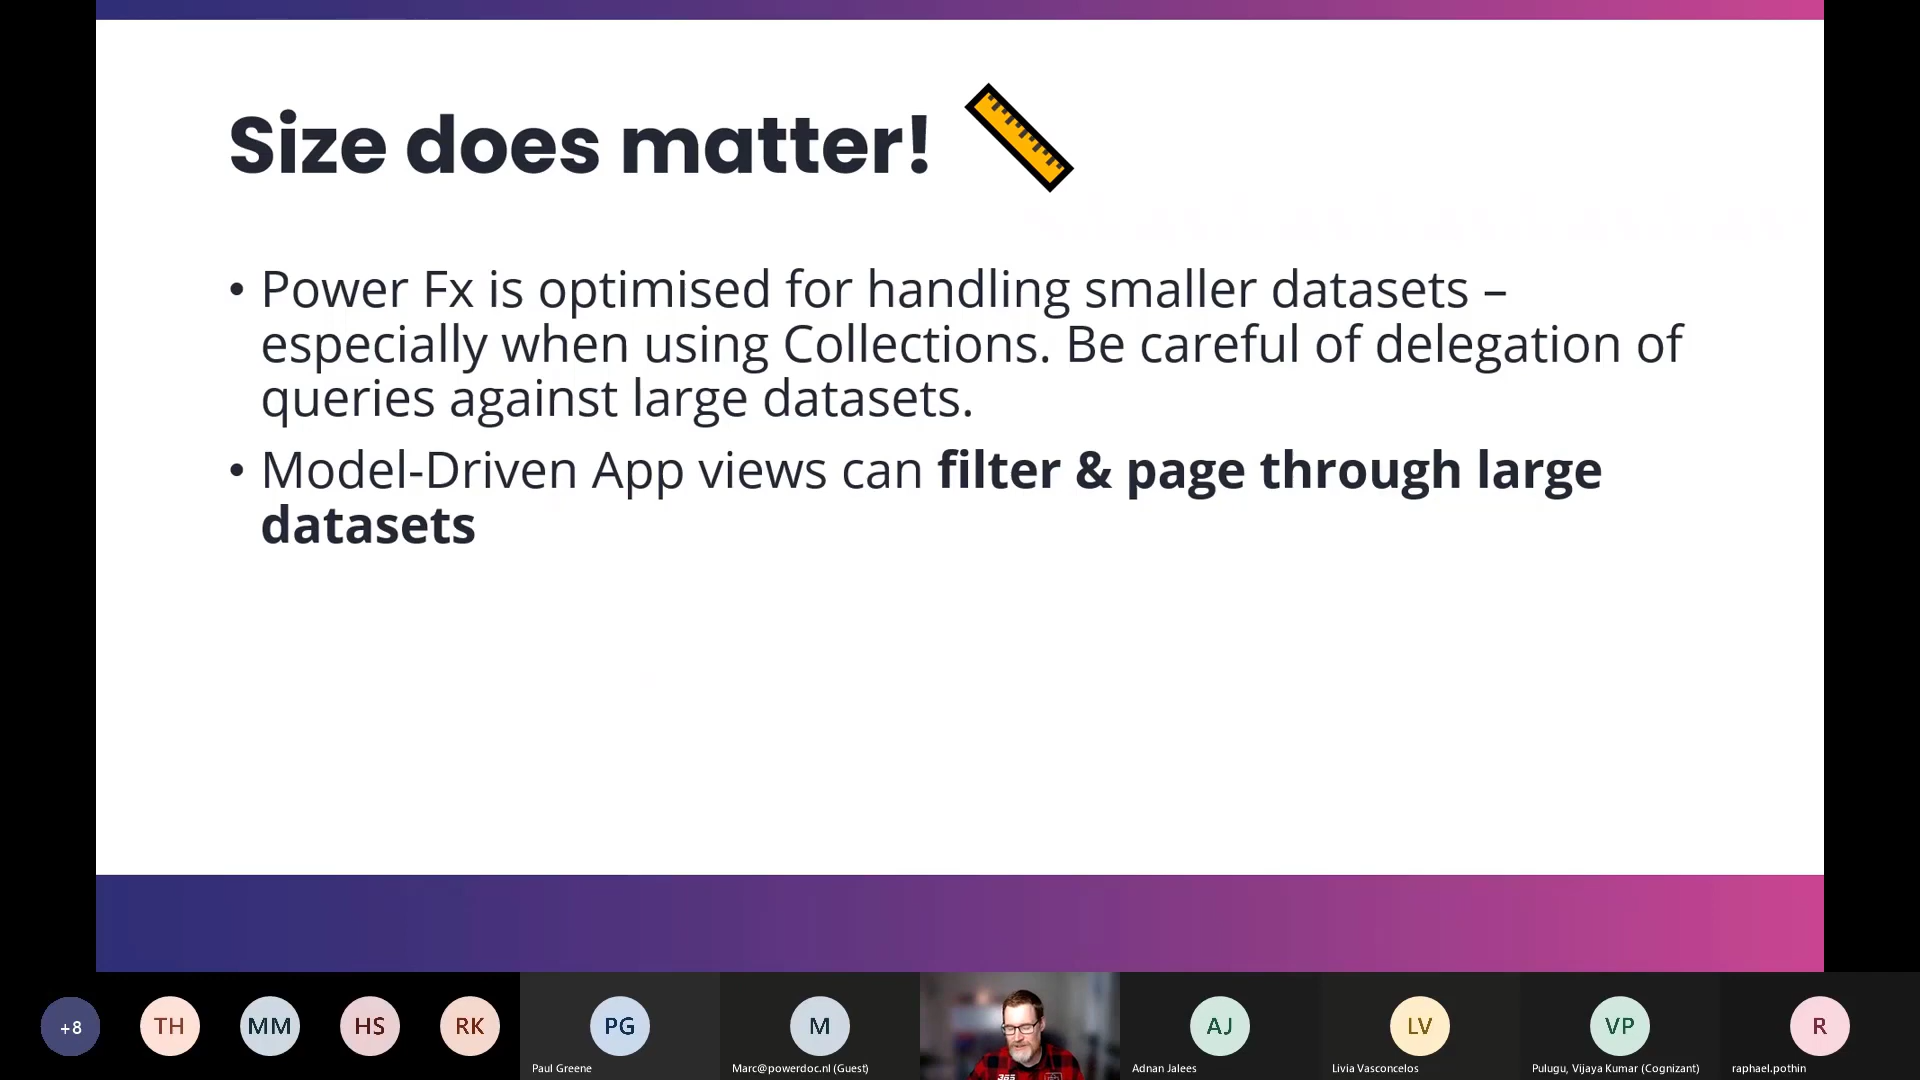 Size does matter!
• Power Fx is optimised for handling smaller datasets –
especially when using Collections. Be careful of delegation of
queries against large datasets.
• Model-Driven App views can filter & page through large
datasets
+8
TH
MM
HS
RK
PG
M
AJ
LV
VP
R
Paul Greene
Marc@powerdoc.nl (Guest)
365
Adnan Jalees
Livia Vasconcelos
Pulugu, Vijaya Kumar (Cognizant)
raphael.pothin